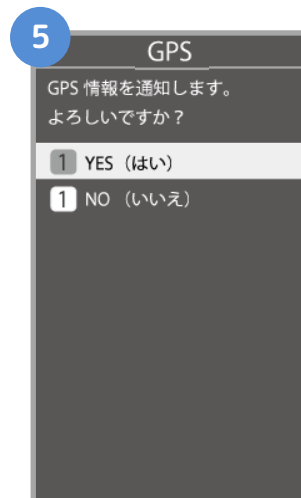 5
GPS
GPS 情報を通知します。
よろしいですか？
1 YES（はい）
1 NO （いいえ）